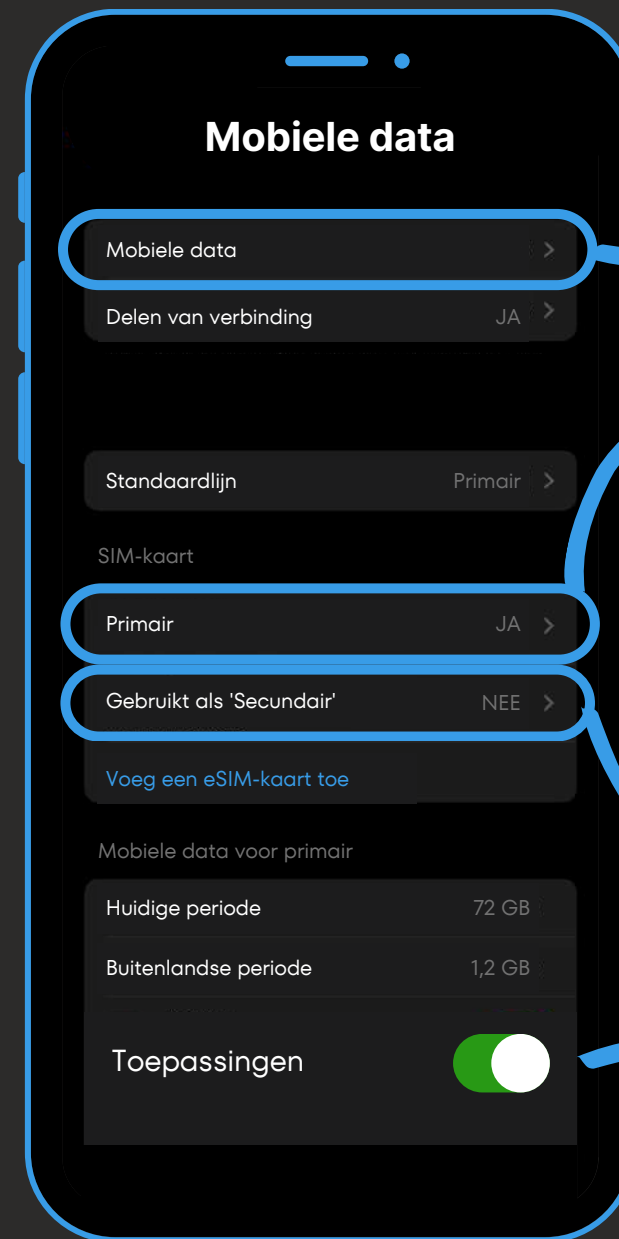 Mobiele data
Mobiele data
Delen van verbinding JA
Standaardlijn Primair
SIM-kaart
Primair JA
Gebruikt als 'Secundair' NEE
Voeg een eSIM-kaart toe
Mobiele data voor primair
Huidige periode 72 GB
Buitenlandse periode 1,2 GB
Toepassingen